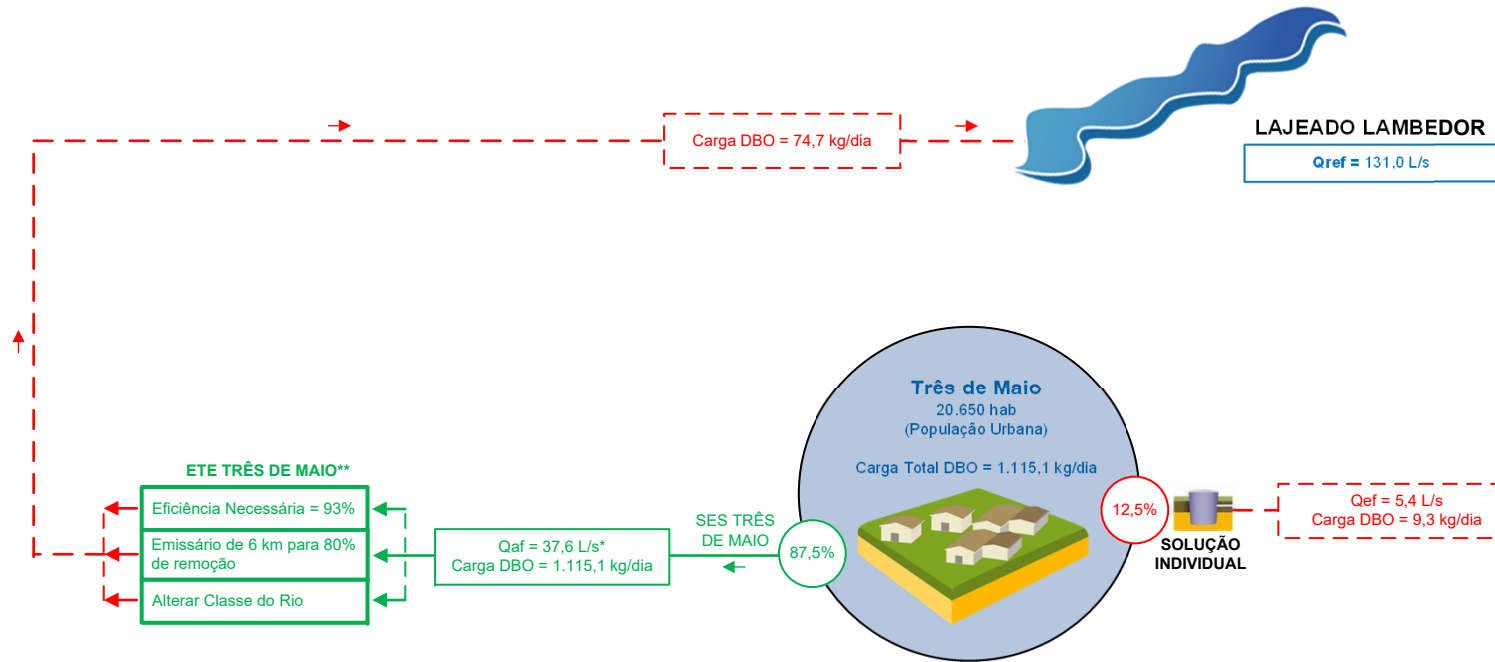 Carga DBO = 74,7 kg/dia
LAJEADO LAMBEDOR
Qref = 131,0 L/s
Três de Maio
20.650 hab
(População Urbana)
Carga Total DBO = 1.115,1 kg/dia
ETE TRÊS DE MAIO**
Eficiência Necessária = 93%
Emissário de 6 km para 80%
de remoção
Alterar Classe do Rio
Qaf = 37,6 L/s*
Carga DBO = 1.115,1 kg/dia
SES TRÊS
DE MAIO
87,5%
12,5%
SOLUÇÃO
INDIVIDUAL
Qef = 5,4 L/s
Carga DBO = 9,3 kg/dia